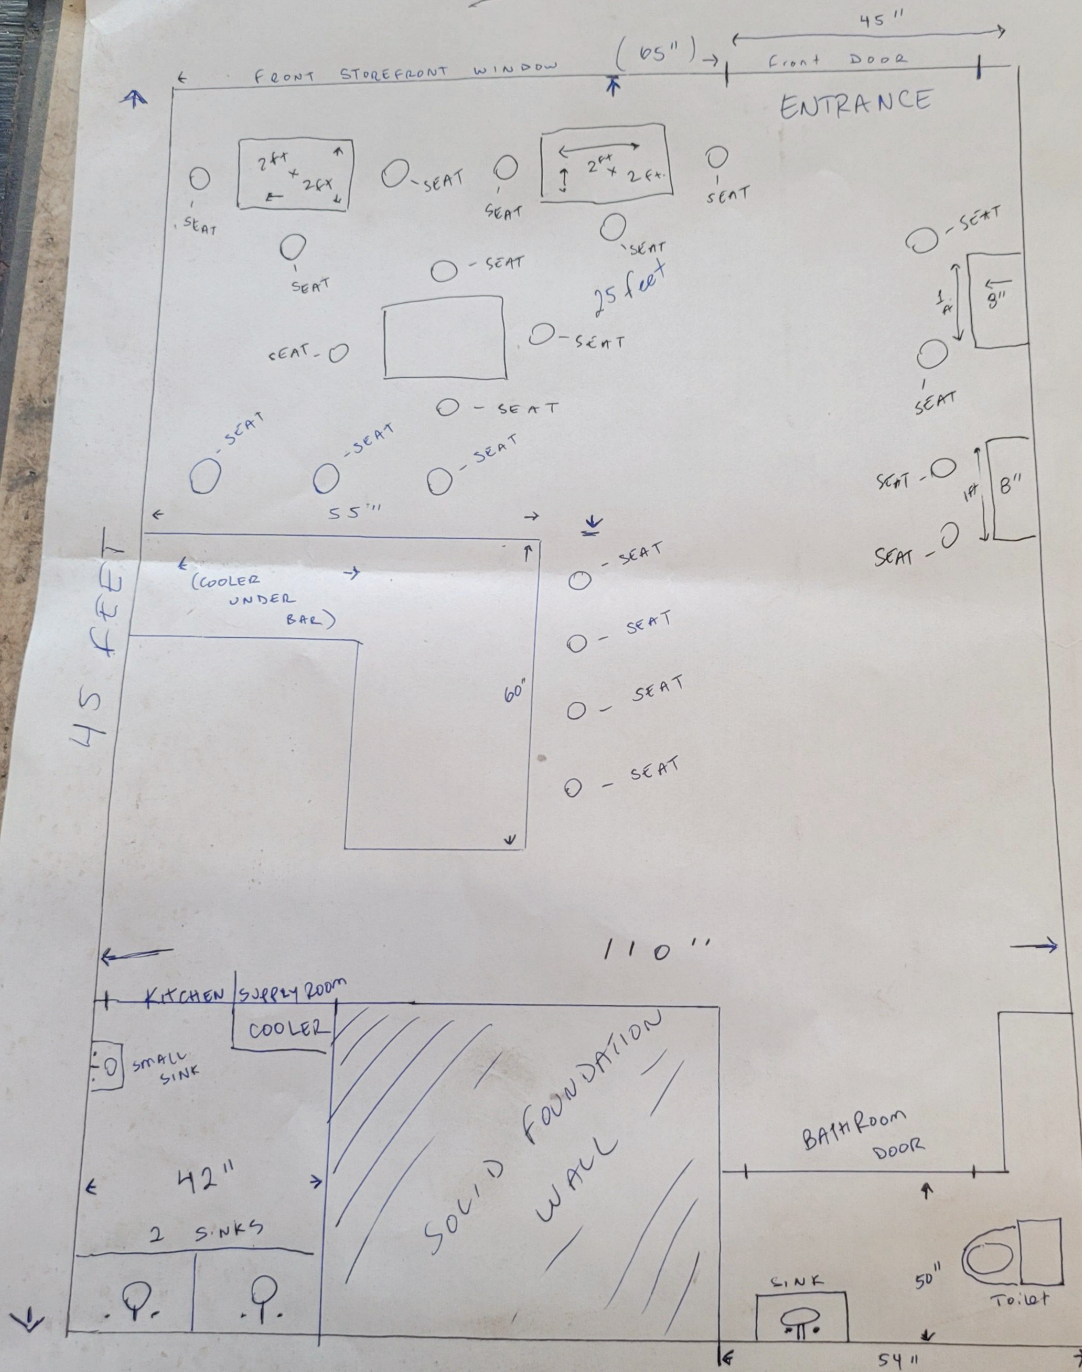 45"
FRONT STOREFRONT WINDOW (65") Front DOOR
ENTRANCE
2ft x 2ft
2ft x 2ft.
SEAT
SEAT
SEAT
SEAT
SEAT
SEAT
SEAT
SEAT
25 feet
1 ft
8"
SEAT
SEAT
SEAT
SEAT
SEAT
SEAT
SEAT
SEAT
1ft
8"
55"
SEAT
45 FEET
(COOLER
UNDER
BAR)
SEAT
SEAT
60"
SEAT
SEAT
110"
KITCHEN/SUPPLY ROOM
COOLER
SMALL
SINK
SOLID FOUNDATION
WALL
BATHROOM
DOOR
42"
2 SINKS
50"
SINK
Toilet
54"